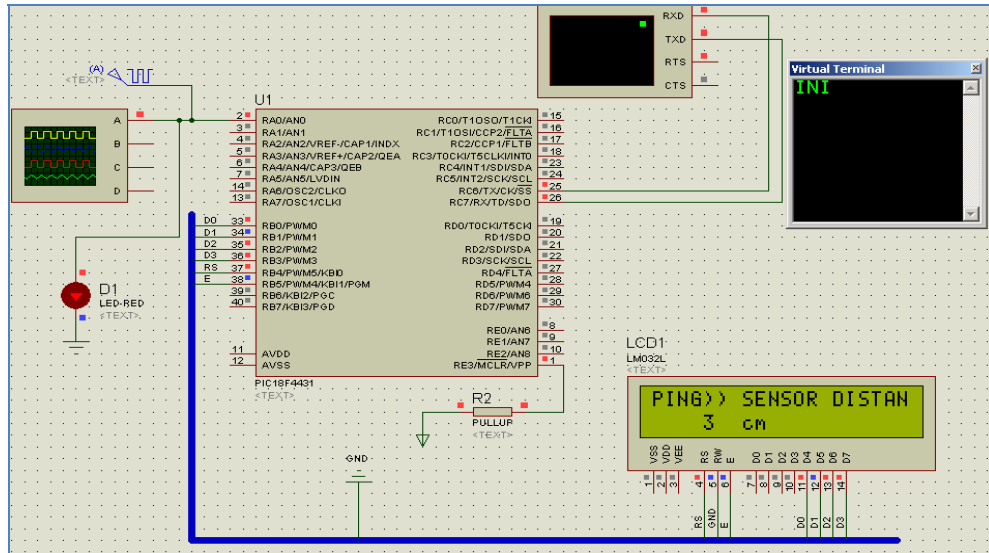 RXD
TXD
RTS
CTS
Virtual Terminal
INI
(A)
<TEXT>
A
B
C
D
U1
2 RA0/AN0
3 RA1/AN1
4 RA2/AN2/VREF-/CAP1/INDX
5 RA3/AN3/VREF+/CAP2/QEA
6 RA4/AN4/CAP3/QEB
7 RA5/AN5/LVDIN
14 RA6/OSC2/CLKO
13 RA7/OSC1/CLKI
D0 33 RB0/PWM0
D1 34 RB1/PWM1
D2 35 RB2/PWM2
D3 36 RB3/PWM3
RS 37 RB4/PWM5/KBI0
E 38 RB5/PWM4/KBI1/PGM
39 RB6/KBI2/PGC
40 RB7/KBI3/PGD
11 AVDD
12 AVSS
RC0/T1OSO/T1CKI 15
RC1/T1OSI/CCP2/FLTA 16
RC2/CCP1/FLTB 17
RC3/T0CKI/T5CLKI/INT0 18
RC4/INT1/SDI/SDA 23
RC5/INT2/SCK/SCL 24
RC6/TX/CK/SS 25
RC7/RX/TD/SDO 26
RD0/T0CKI/T5CKI 19
RD1/SDO 20
RD2/SDI/SDA 21
RD3/SCK/SCL 22
RD4/FLTA 27
RD5/PWM4 28
RD6/PWM6 29
RD7/PWM7 30
RE0/AN6 8
RE1/AN7 9
RE2/AN8 10
RE3/MCLR/VPP 1
PIC18F4431
<TEXT>
D1
LED-RED
<TEXT>
R2
PULLUP
<TEXT>
GND
LCD1
LM032L
<TEXT>
PING)) SENSOR DISTAN
3 cm
VSS VDD VEE RS RW E D0 D1 D2 D3 D4 D5 D6 D7
1 2 3 4 5 6 7 8 9 10 11 12 13 14
RS GND E D0 D1 D2 D3